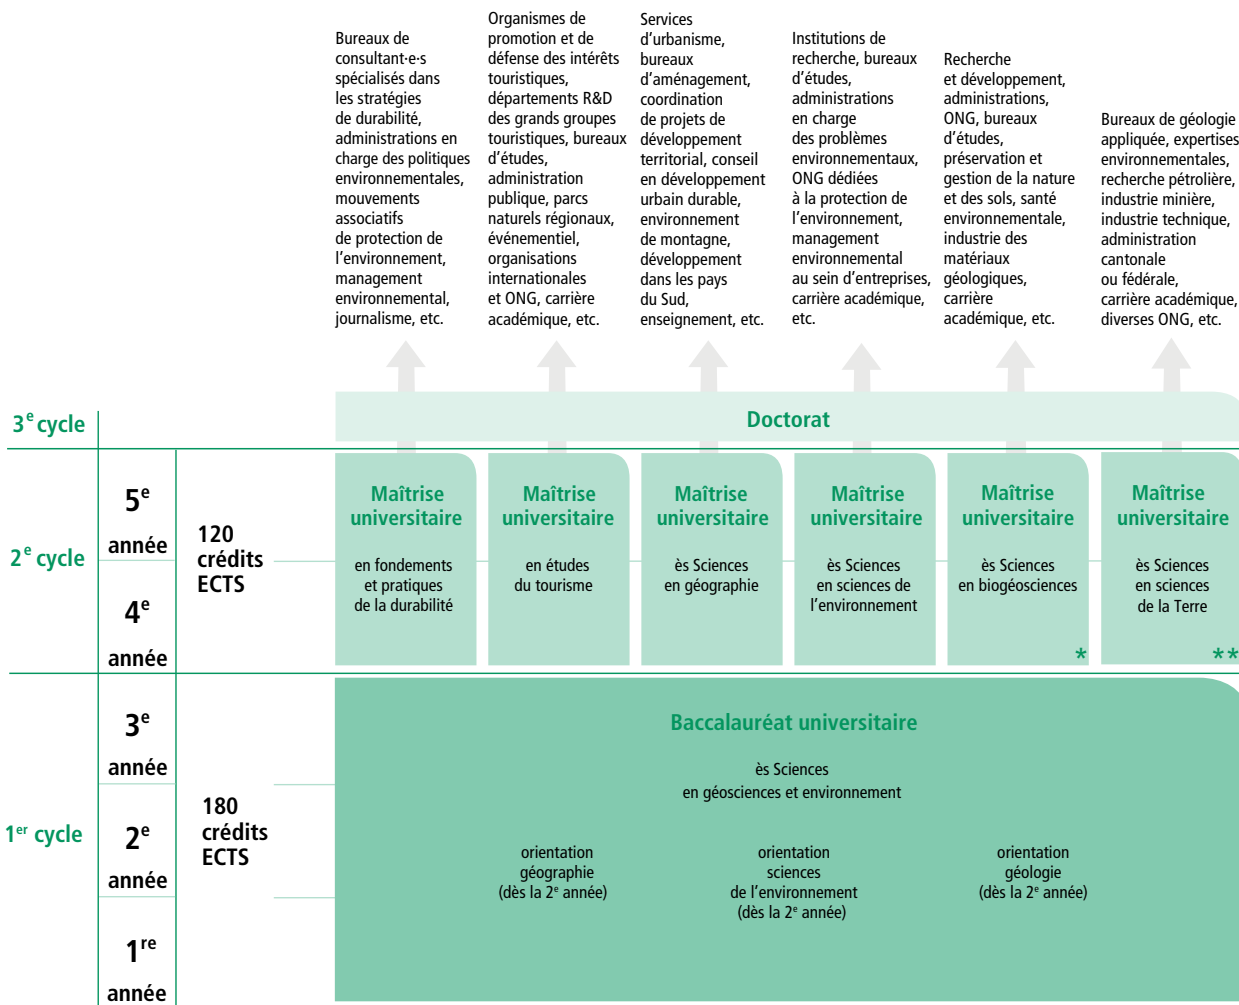 Bureaux de
consultant·e·s
spécialisés dans
les stratégies
de durabilité,
administrations en
charge des politiques
environnementales,
mouvements
associatifs
de protection de
l’environnement,
management
environnemental,
journalisme, etc.
Organismes de
promotion et de
défense des intérêts
touristiques,
départements R&D
des grands groupes
touristiques, bureaux
d’études,
administration
publique, parcs
naturels régionaux,
événementiel,
organisations
internationales
et ONG, carrière
académique, etc.
Services
d’urbanisme,
bureaux
d’aménagement,
coordination
de projets de
développement
territorial, conseil
en développement
urbain durable,
environnement
de montagne,
développement
dans les pays
du Sud,
enseignement, etc.
Institutions de
recherche, bureaux
d’études,
administrations
en charge
des problèmes
environnementaux,
ONG dédiées
à la protection de
l’environnement,
management
environnemental
au sein d’entreprises,
carrière académique,
etc.
Recherche
et développement,
administrations,
ONG, bureaux
d’études,
préservation et
gestion de la nature
et des sols, santé
environnementale,
industrie des
matériaux
géologiques,
carrière
académique, etc.
Bureaux de géologie
appliquée, expertises
environnementales,
recherche pétrolière,
industrie minière,
industrie technique,
administration
cantonale
ou fédérale,
carrière académique,
diverses ONG, etc.
3e cycle
Doctorat
2e cycle
5e
année
4e
année
120
crédits
ECTS
Maîtrise
universitaire
en fondements
et pratiques
de la durabilité
Maîtrise
universitaire
en études
du tourisme
Maîtrise
universitaire
ès Sciences
en géographie
Maîtrise
universitaire
ès Sciences
en sciences de
l’environnement
Maîtrise
universitaire
ès Sciences
en biogéosciences
*
Maîtrise
universitaire
ès Sciences
en sciences
de la Terre
**
1er cycle
3e
année
2e
année
1re
année
180
crédits
ECTS
Baccalauréat universitaire
ès Sciences
en géosciences et environnement
orientation
géographie
(dès la 2e année)
orientation
sciences
de l’environnement
(dès la 2e année)
orientation
géologie
(dès la 2e année)